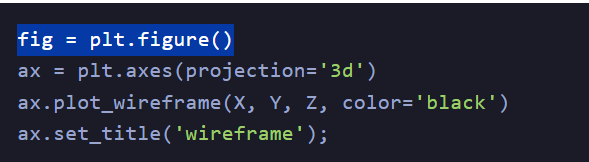 fig = plt.figure()
ax = plt.axes(projection='3d')
ax.plot_wireframe(X, Y, Z, color='black')
ax.set_title('wireframe');